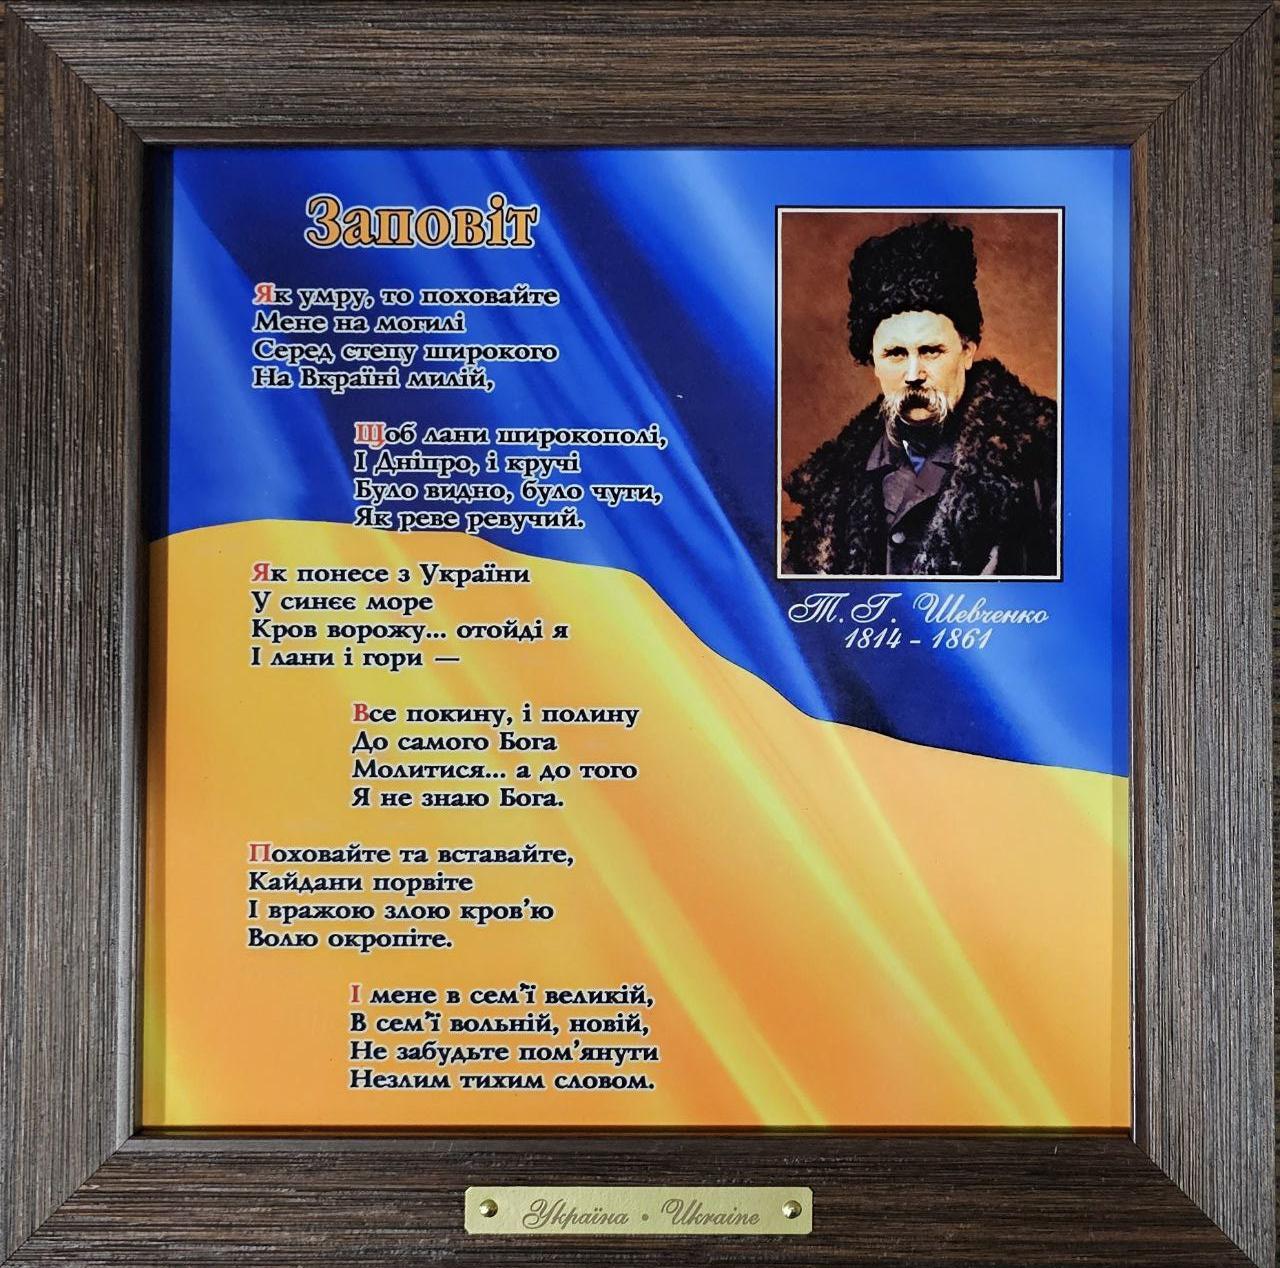 Заповіт
Як умру, то поховайте
Мене на могилі
Серед степу широкого
На Вкраїні милій,
Щоб лани широкополі,
І Дніпро, і кручі
Було видно, було чути,
Як реве ревучий.
Як понесе з України
У синєє море
Кров ворожу... отойді я
І лани і гори —
Все покину, і полину
До самого Бога
Молитися... а до того
Я не знаю Бога.
Поховайте та вставайте,
Кайдани порвіте
І вражою злою кров’ю
Волю окропіте.
І мене в сем’ї великій,
В сем’ї вольній, новій,
Не забудьте пом’янути
Незлим тихим словом.
Т. Г. Шевченко
1814 – 1861
Україна • Ukraine